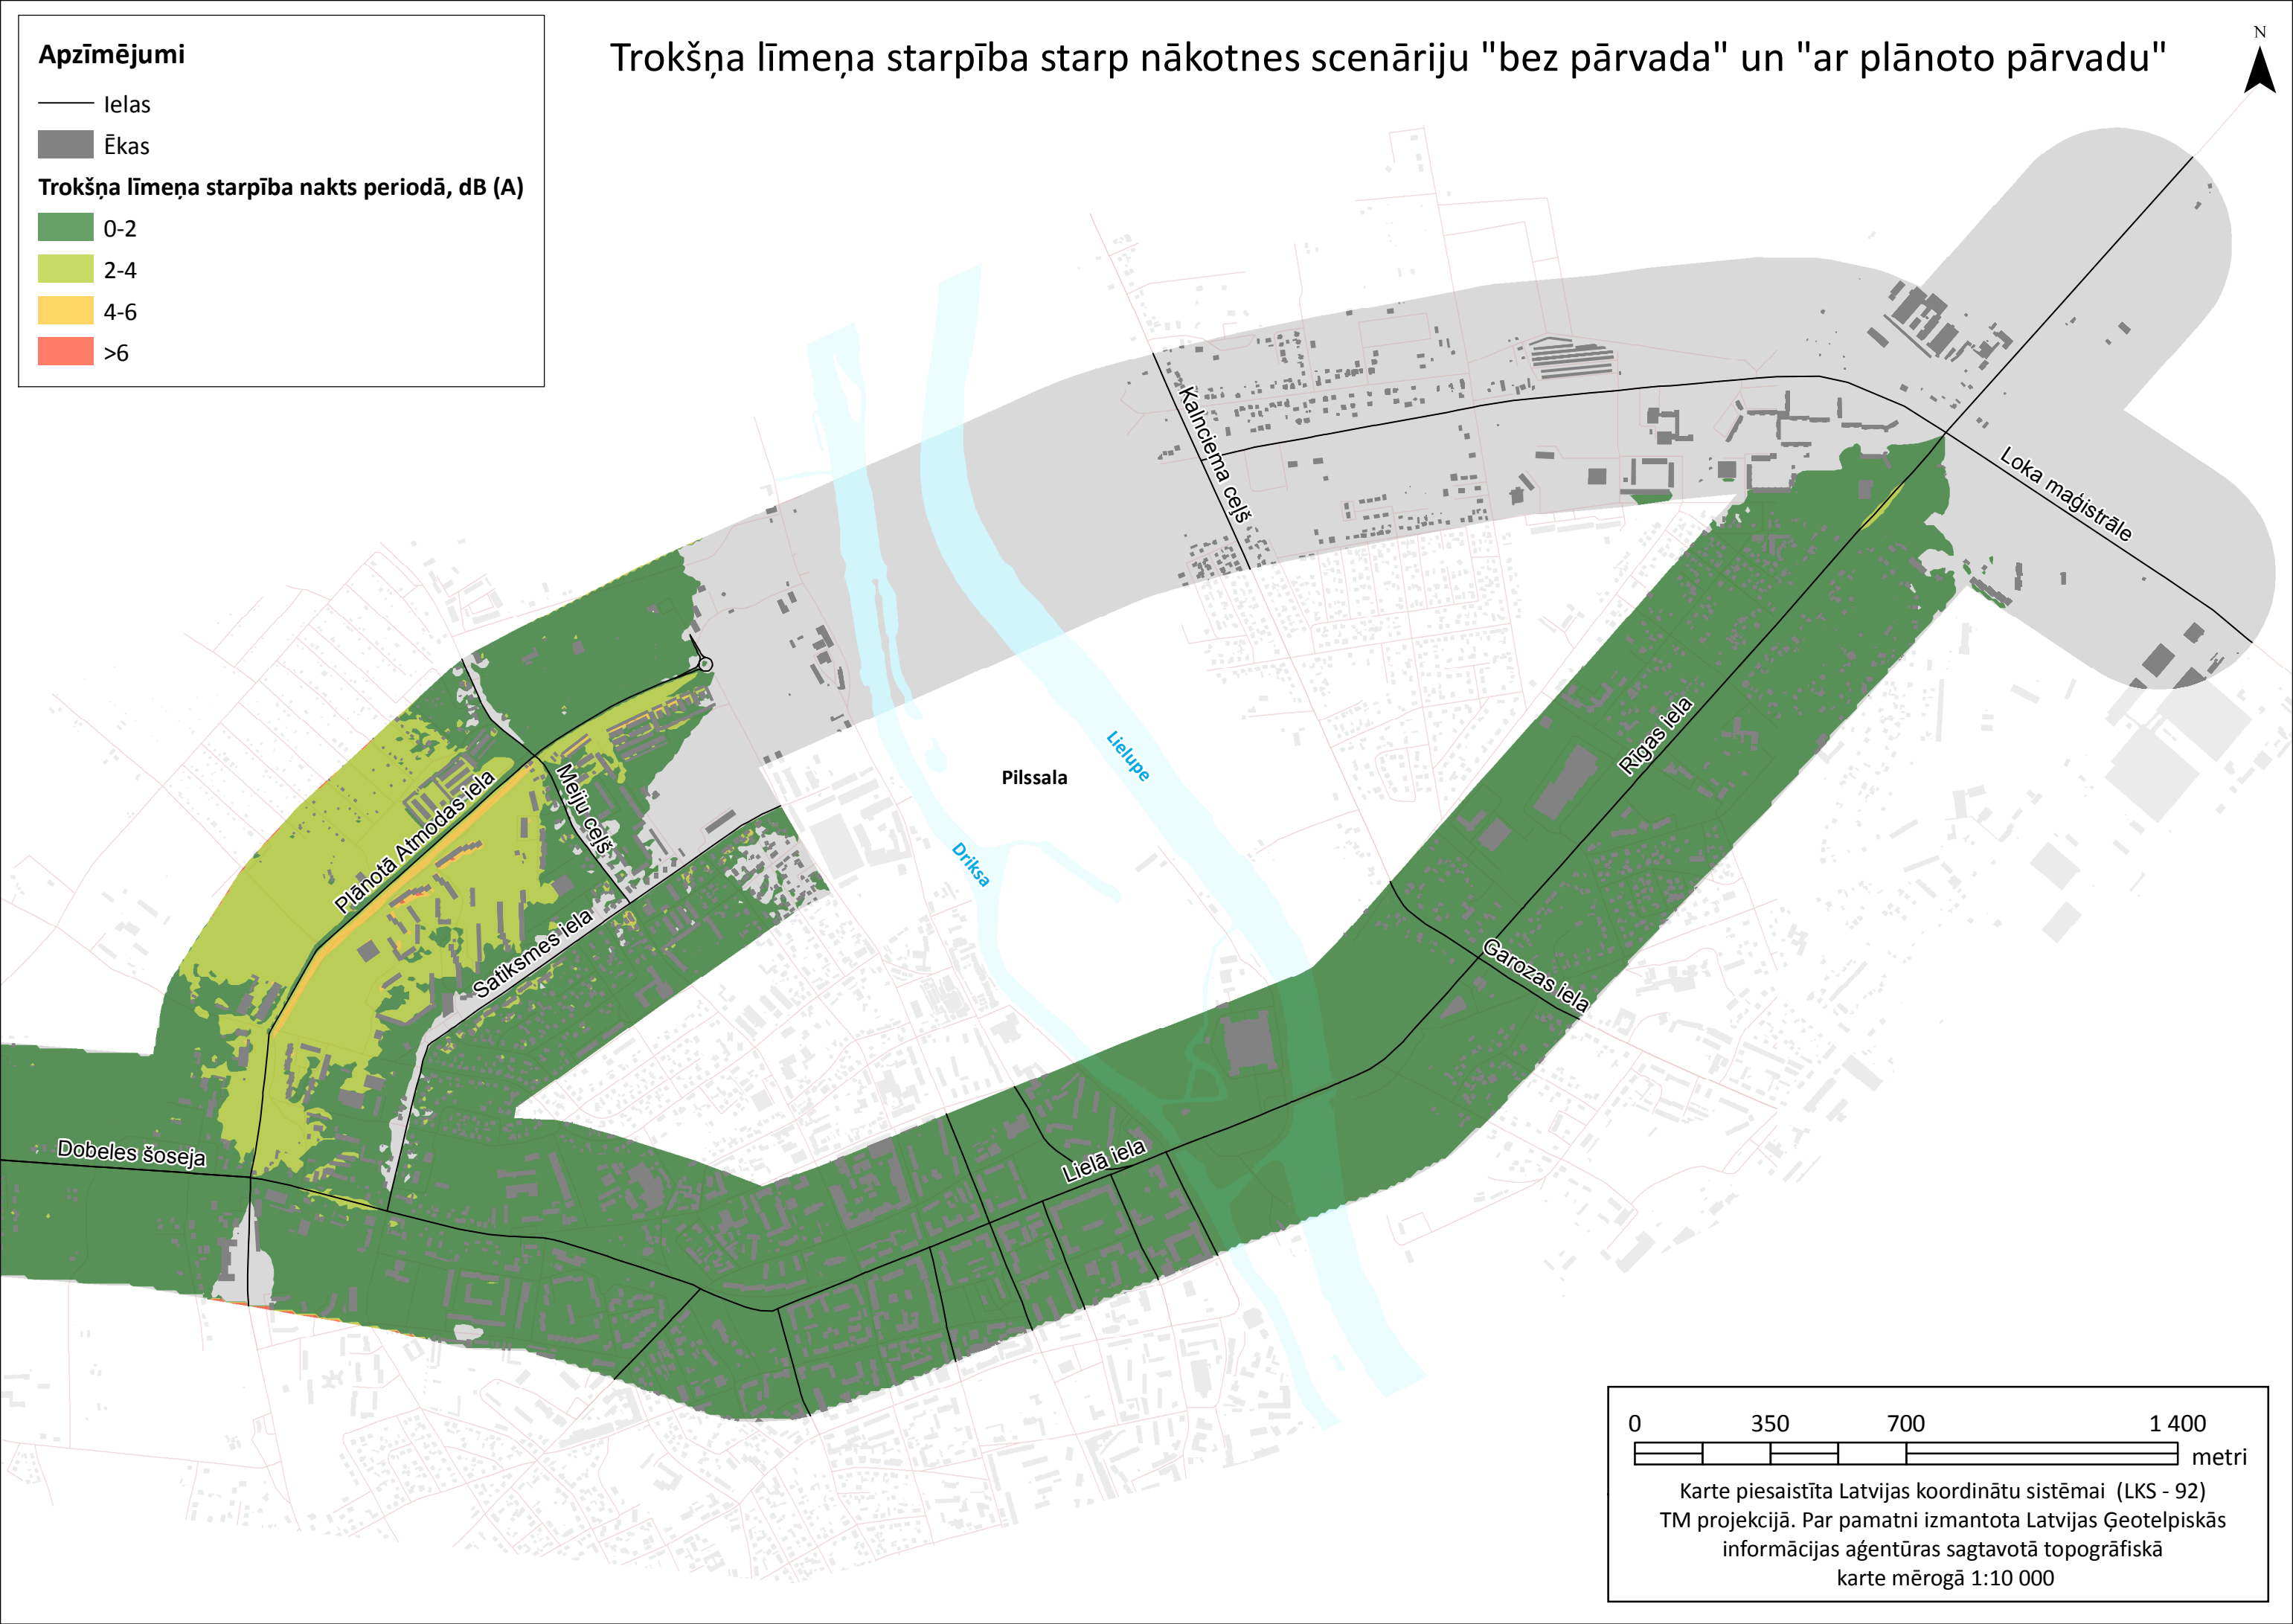 Trokšņa līmeņa starpība starp nākotnes scenāriju "bez pārvada" un "ar plānoto pārvadu"
N
Apzīmējumi
Ielas
Ēkas
Trokšņa līmeņa starpība nakts periodā, dB (A)
0-2
2-4
4-6
>6
Kalnciema ceļš
Loka maģistrāle
Rīgas iela
Lielupe
Pilssala
Meiju ceļš
Plānotā Atmodas iela
Driksa
Satiksmes iela
Garozas iela
Dobeles šoseja
Lielā iela
0 350 700 1 400
metri
Karte piesaistīta Latvijas koordinātu sistēmai (LKS - 92)
TM projekcijā. Par pamatni izmantota Latvijas Ģeotelpiskās
informācijas aģentūras sagtavotā topogrāfiskā
karte mērogā 1:10 000